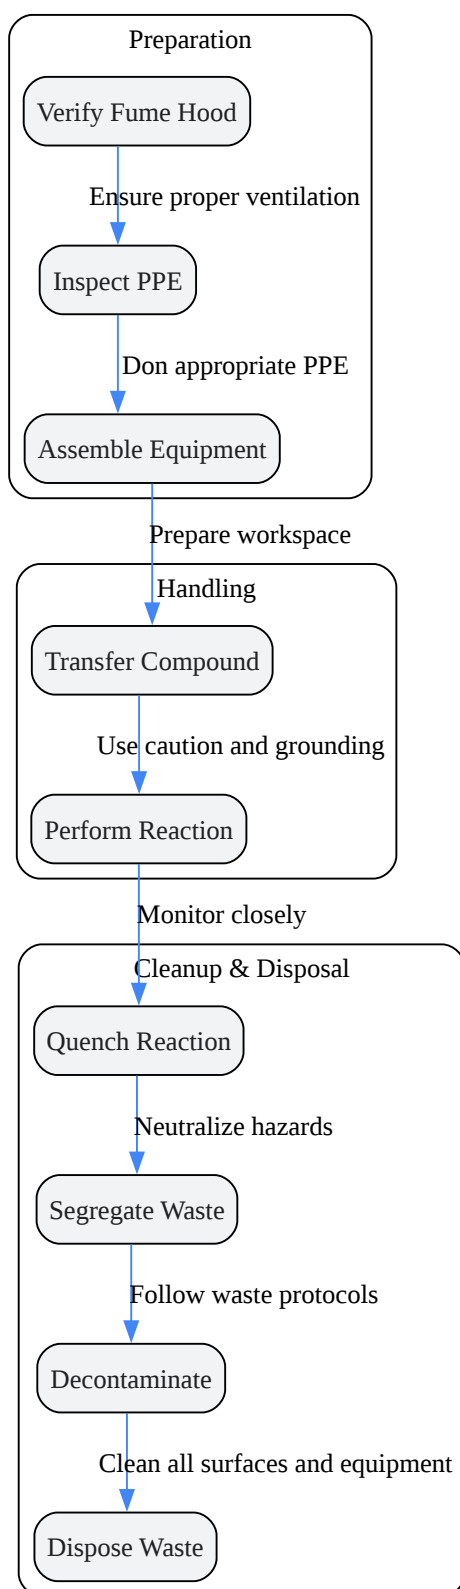 Preparation
Verify Fume Hood
Ensure proper ventilation
Inspect PPE
Don appropriate PPE
Assemble Equipment
Prepare workspace
Handling
Transfer Compound
Use caution and grounding
Perform Reaction
Monitor closely
Cleanup & Disposal
Quench Reaction
Neutralize hazards
Segregate Waste
Follow waste protocols
Decontaminate
Clean all surfaces and equipment
Dispose Waste